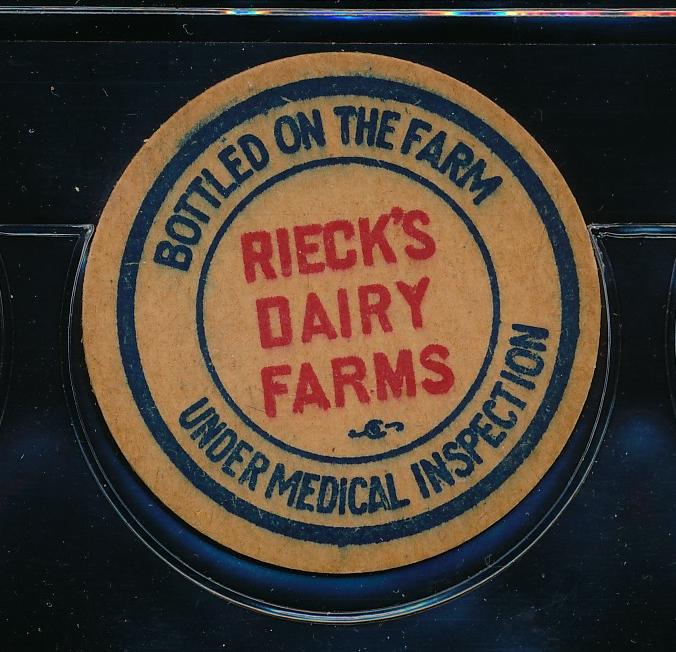 BOTTLED ON THE FARM
RIECK'S
DAIRY
FARMS
UNDER MEDICAL INSPECTION